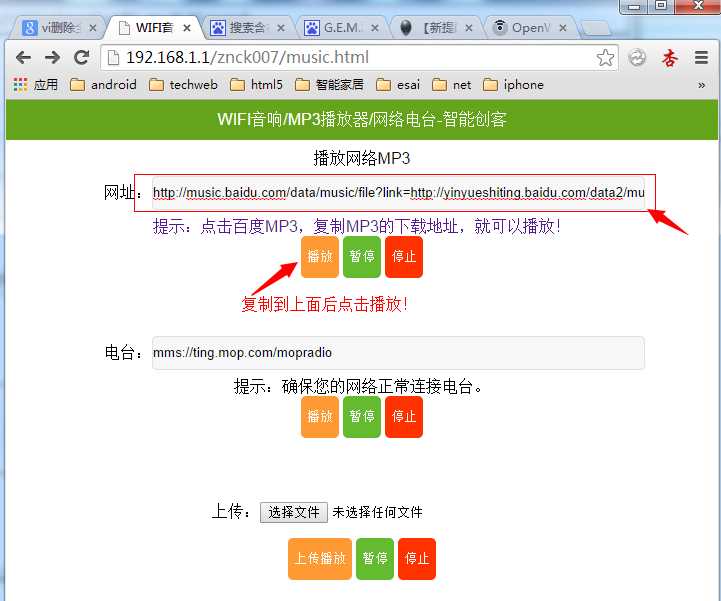 vi删除全 WIFI音 搜索含有 G.E.M. 【新提醒 OpenW
192.168.1.1/znck007/music.html
应用 android techweb html5 智能家居 esai net iphone »
WIFI音响/MP3播放器/网络电台-智能创客
播放网络MP3
网址: http://music.baidu.com/data/music/file?link=http://yinyueshiting.baidu.com/data2/mu
提示：点击百度MP3，复制MP3的下载地址，就可以播放！
播放 暂停 停止
复制到上面后点击播放！
电台: mms://ting.mop.com/mopradio
提示：确保您的网络正常连接电台。
播放 暂停 停止
上传: 选择文件 未选择任何文件
上传播放 暂停 停止